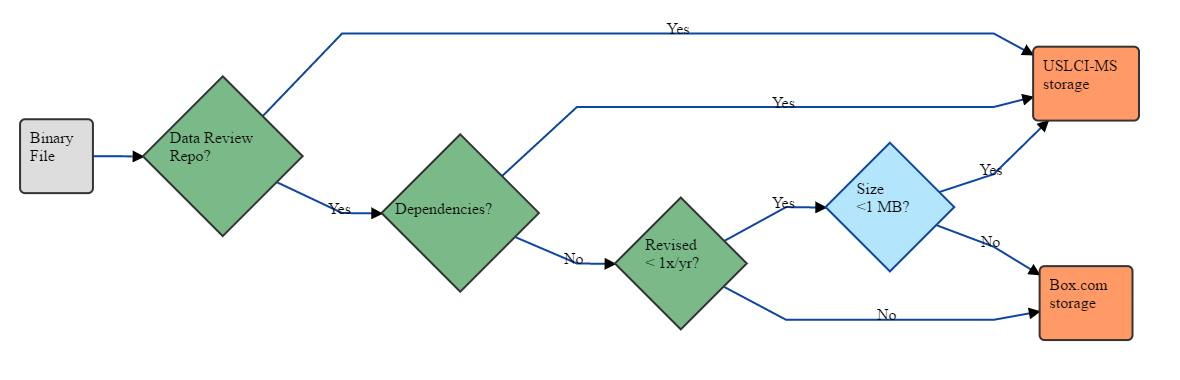 Yes
USLCI-MS
storage
Yes
Binary
File
Data Review
Repo?
Yes
Dependencies?
Yes
Size
<1 MB?
Yes
No
Revised
< 1x/yr?
No
Box.com
storage
No